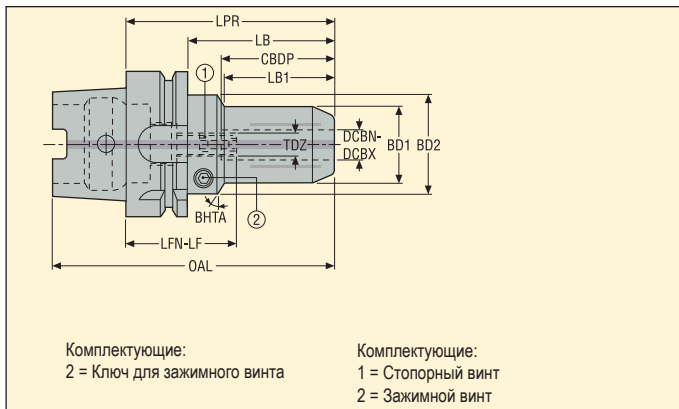 LPR
LB
CBDP
LB1
1
TDZ
DCBN-
DCBX
BD1
BD2
BHTA
2
LFN-LF
OAL
Комплектующие:
2 = Ключ для зажимного винта
Комплектующие:
1 = Стопорный винт
2 = Зажимной винт